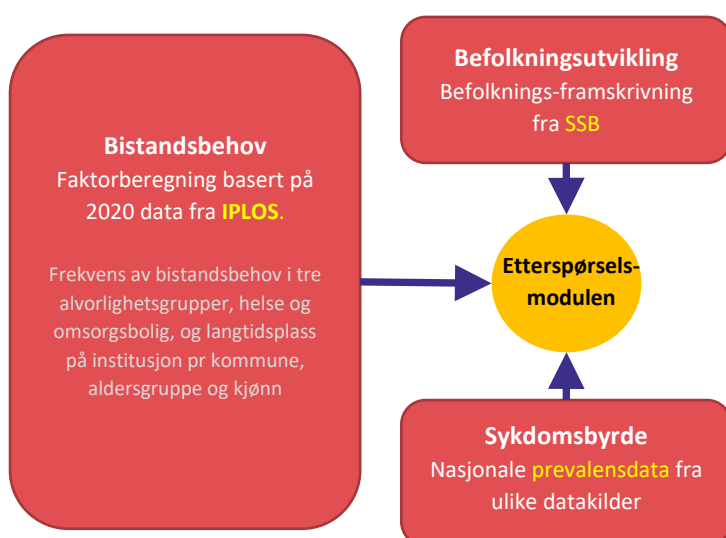 Bistandsbehov
Faktorberegning basert på
2020 data fra IPLOS.
Frekvens av bistandsbehov i tre
alvorlighetsgrupper, helse og
omsorgsbolig, og langtidsplass
på institusjon pr kommune,
aldersgruppe og kjønn
Befolkningsutvikling
Befolknings-framskrivning
fra SSB
Etterspørsels-
modulen
Sykdomsbyrde
Nasjonale prevalensdata fra
ulike datakilder